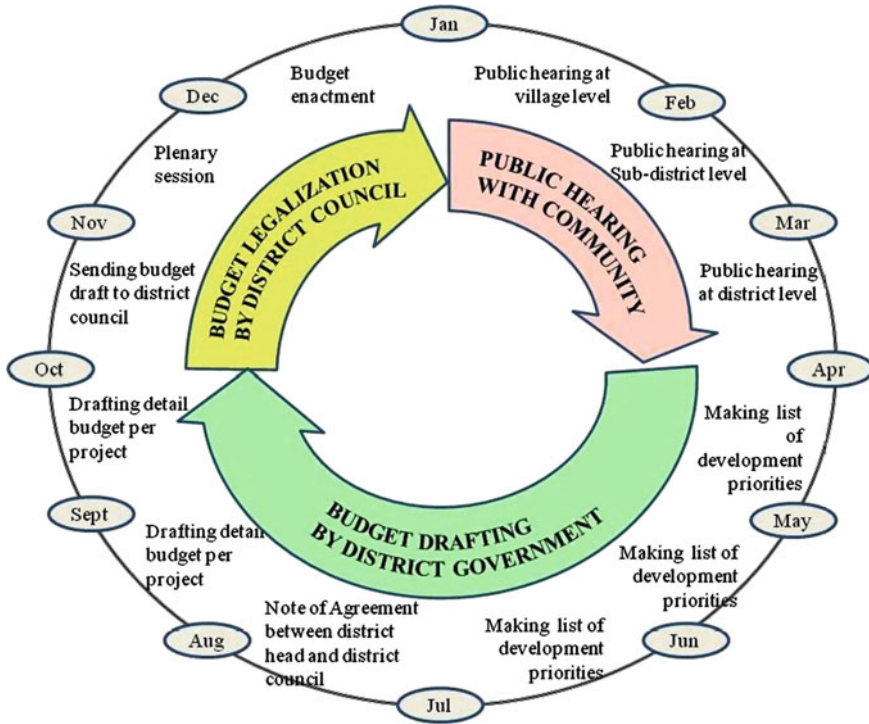 Jan
Public hearing at
village level
Feb
Public hearing at
Sub-district level
Mar
Public hearing
at district level
Apr
Making list
of
development
priorities
May
Making list of
development
priorities
Jun
Making list of
development
priorities
Jul
Note of Agreement
between district
head and district
council
Aug
Drafting detail
budget per
project
Sept
Drafting detail
budget per
project
Oct
Sending budget
draft to district
council
Nov
Plenary
session
Dec
Budget
enactment
PUBLIC HEARING
WITH COMMUNITY
BUDGET DRAFTING
BY DISTRICT GOVERNMENT
BUDGET LEGALIZATION
BY DISTRICT COUNCIL